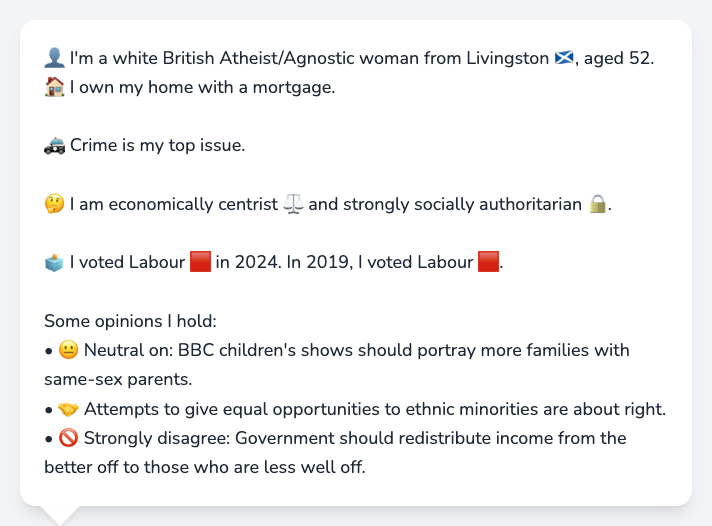 👤 I'm a white British Atheist/Agnostic woman from Livingston 🏴󠁧󠁢󠁳󠁣󠁴󠁿, aged 52.
🏠 I own my home with a mortgage.
🚓 Crime is my top issue.
🤔 I am economically centrist ⚖️ and strongly socially authoritarian 🔒.
🗳️ I voted Labour 🟥 in 2024. In 2019, I voted Labour 🟥.
Some opinions I hold:
• 😐 Neutral on: BBC children's shows should portray more families with
same-sex parents.
• 🤝 Attempts to give equal opportunities to ethnic minorities are about right.
• 🚫 Strongly disagree: Government should redistribute income from the
better off to those who are less well off.